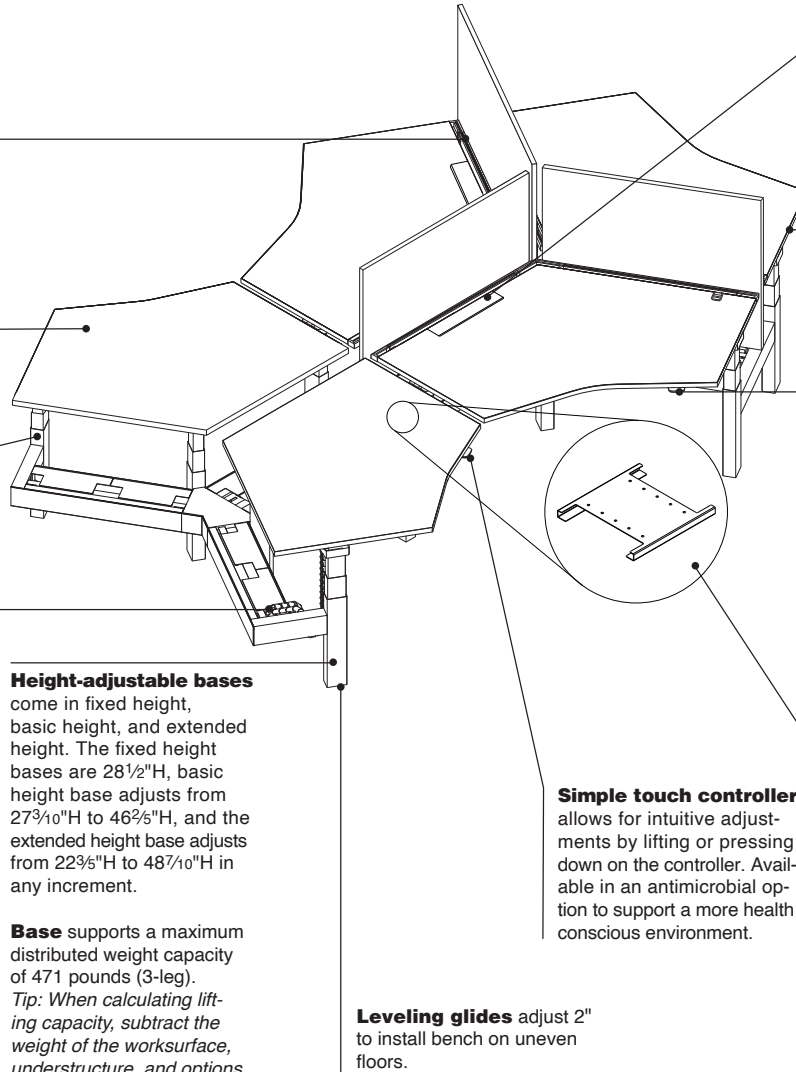 Height-adjustable bases
come in fixed height,
basic height, and extended
height. The fixed height
bases are 28½"H, basic
height base adjusts from
27³⁄₁₀"H to 46⅖"H, and the
extended height base adjusts
from 22⅗"H to 48⁷⁄₁₀"H in
any increment.
Base supports a maximum
distributed weight capacity
of 471 pounds (3-leg).
Tip: When calculating lift-
ing capacity, subtract the
weight of the worksurface,
understructure, and options
Leveling glides adjust 2"
to install bench on uneven
floors.
Simple touch controller
allows for intuitive adjust-
ments by lifting or pressing
down on the controller. Avail-
able in an antimicrobial op-
tion to support a more health
conscious environment.